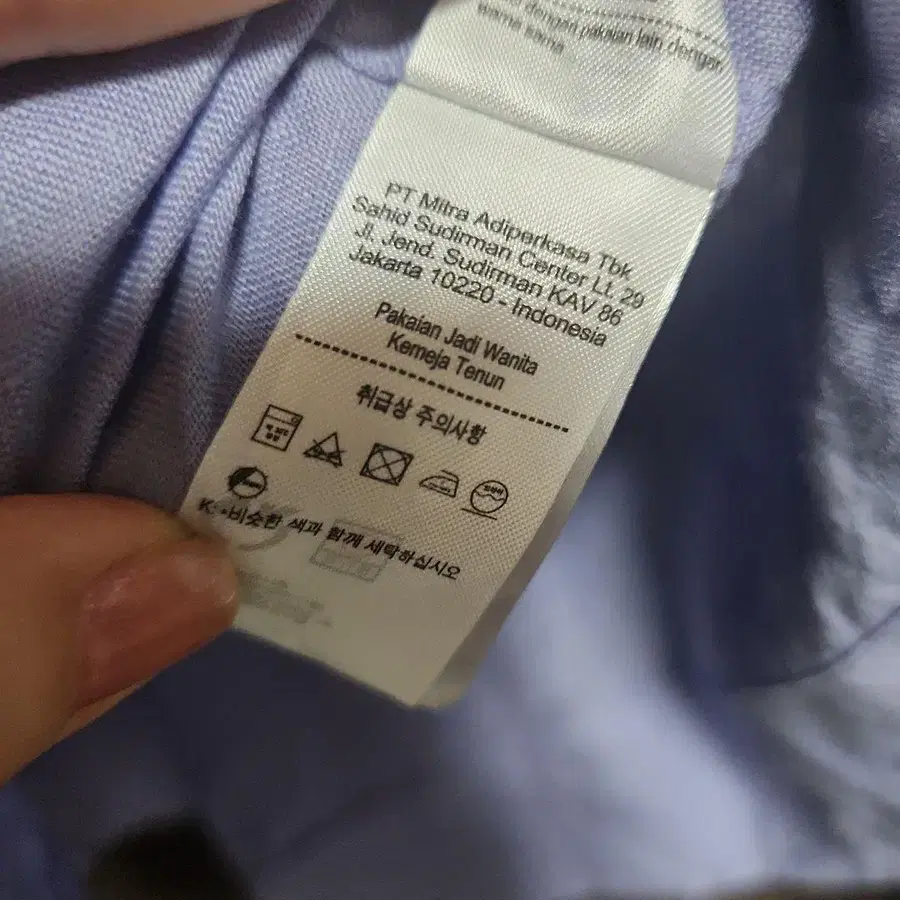 dengan pakaian lain dengan
warna sama
PT Mitra Adiperkasa Tbk
Sahid Sudirman Center Lt. 29
Jl. Jend. Sudirman KAV 86
Jakarta 10220 - Indonesia
Pakaian Jadi Wanita
Kemeja Tenun
취급상 주의사항
K: •비슷한 색과 함께 세탁하십시오